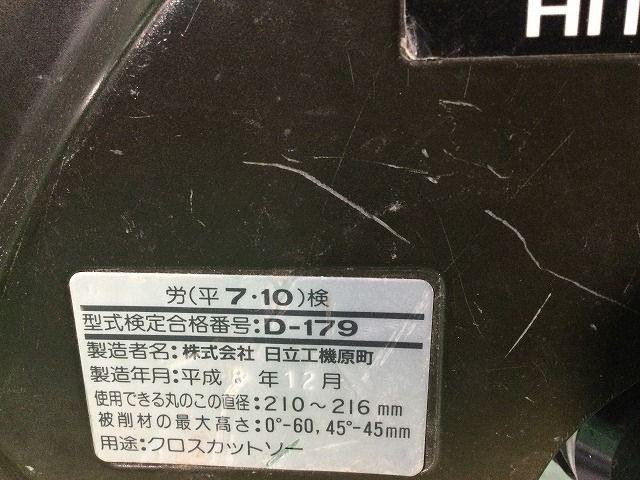 HIT
労(平7・10)検
型式検定合格番号:D-179
製造者名:株式会社 日立工機原町
製造年月:平成 年12月
使用できる丸のこの直径:210～216mm
被削材の最大高さ:0°-60, 45°-45mm
用途:クロスカットソー